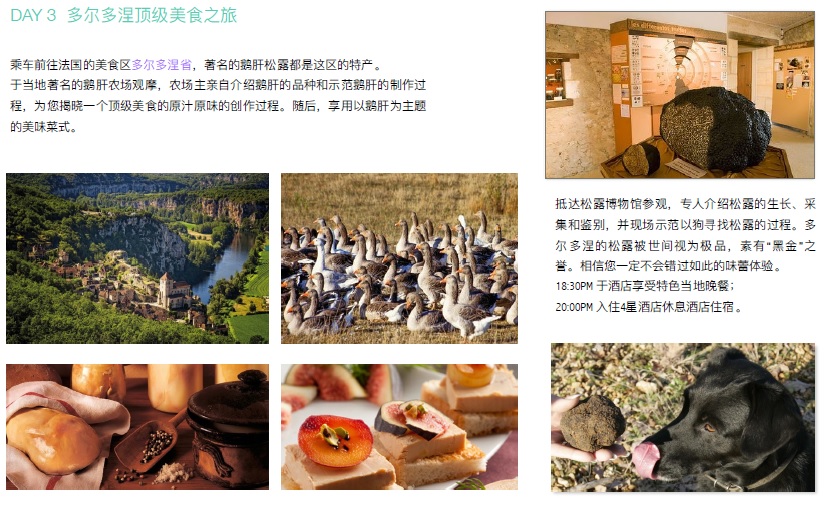 DAY 3 多尔多涅顶级美食之旅
乘车前往法国的美食区多尔多涅省，著名的鹅肝松露都是这区的特产。
于当地著名的鹅肝农场观摩，农场主亲自介绍鹅肝的品种和示范鹅肝的制作过
程，为您揭晓一个顶级美食的原汁原味的创作过程。随后，享用以鹅肝为主题
的美味菜式。
抵达松露博物馆参观，专人介绍松露的生长、采
集和鉴别，并现场示范以狗寻找松露的过程。多
尔多涅的松露被世间视为极品，素有“黑金”之
誉。相信您一定不会错过如此的味蕾体验。
18:30PM 于酒店享受特色当地晚餐；
20:00PM 入住4星酒店休息酒店住宿。